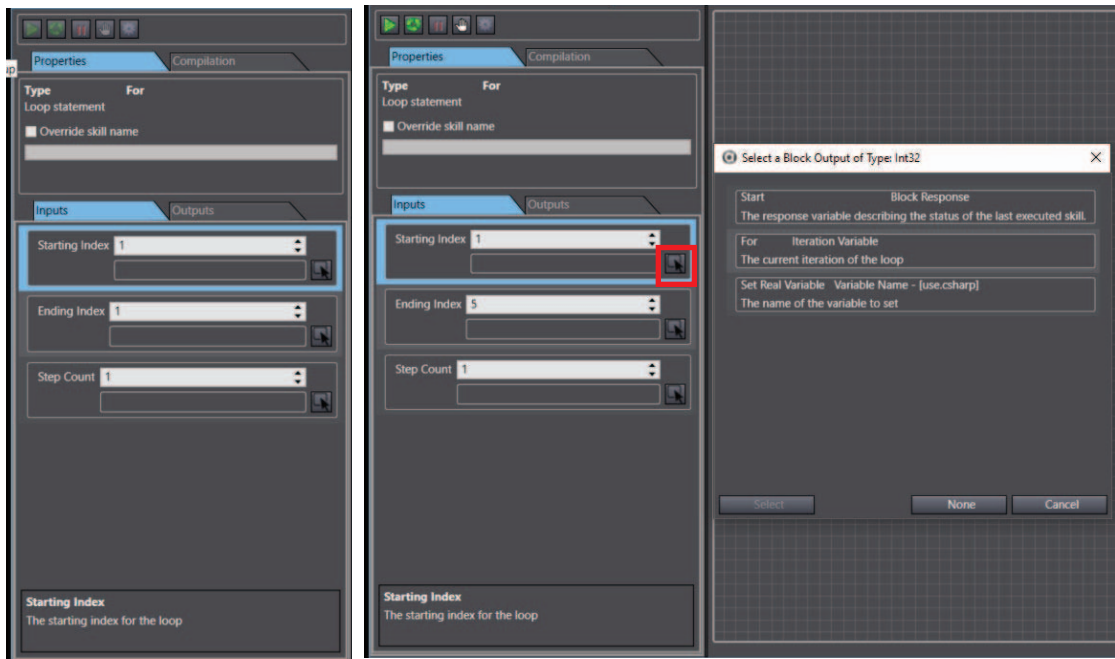 up
Properties
Compilation
Type For
Loop statement
Override skill name
Inputs
Outputs
Starting Index 1
Ending Index 1
Step Count 1
Starting Index
The starting index for the loop
Properties
Compilation
Type For
Loop statement
Override skill name
Inputs
Outputs
Starting Index 1
Ending Index 5
Step Count 1
Starting Index
The starting index for the loop
Select a Block Output of Type: Int32
Start Block Response
The response variable describing the status of the last executed skill.
For Iteration Variable
The current iteration of the loop
Set Real Variable Variable Name - [use.csharp]
The name of the variable to set
Select
None
Cancel